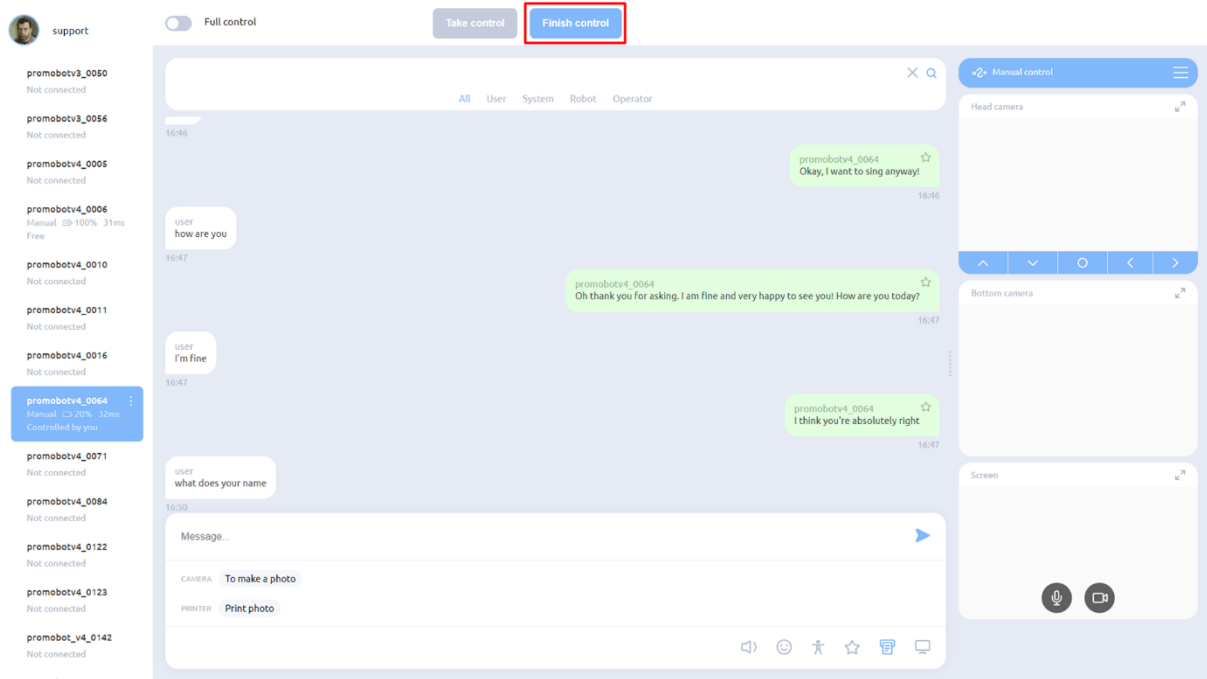 support
Full control
Take control
Finish control
promobotv3_0050
Not connected
promobotv3_0056
Not connected
promobotv4_0005
Not connected
promobotv4_0006
Manual 100% 31ms
Free
promobotv4_0010
Not connected
promobotv4_0011
Not connected
promobotv4_0016
Not connected
promobotv4_0064
Manual 20% 32ms
Controlled by you
promobotv4_0071
Not connected
promobotv4_0084
Not connected
promobotv4_0122
Not connected
promobotv4_0123
Not connected
promobot_v4_0142
Not connected
All User System Robot Operator
16:46
promobotv4_0064
Okay, I want to sing anyway!
16:46
user
how are you
16:47
promobotv4_0064
Oh thank you for asking. I am fine and very happy to see you! How are you today?
16:47
user
I'm fine
16:47
promobotv4_0064
I think you're absolutely right
16:47
user
what does your name
16:50
Message...
CAMERA To make a photo
PRINTER Print photo
Manual control
Head camera
Bottom camera
Screen